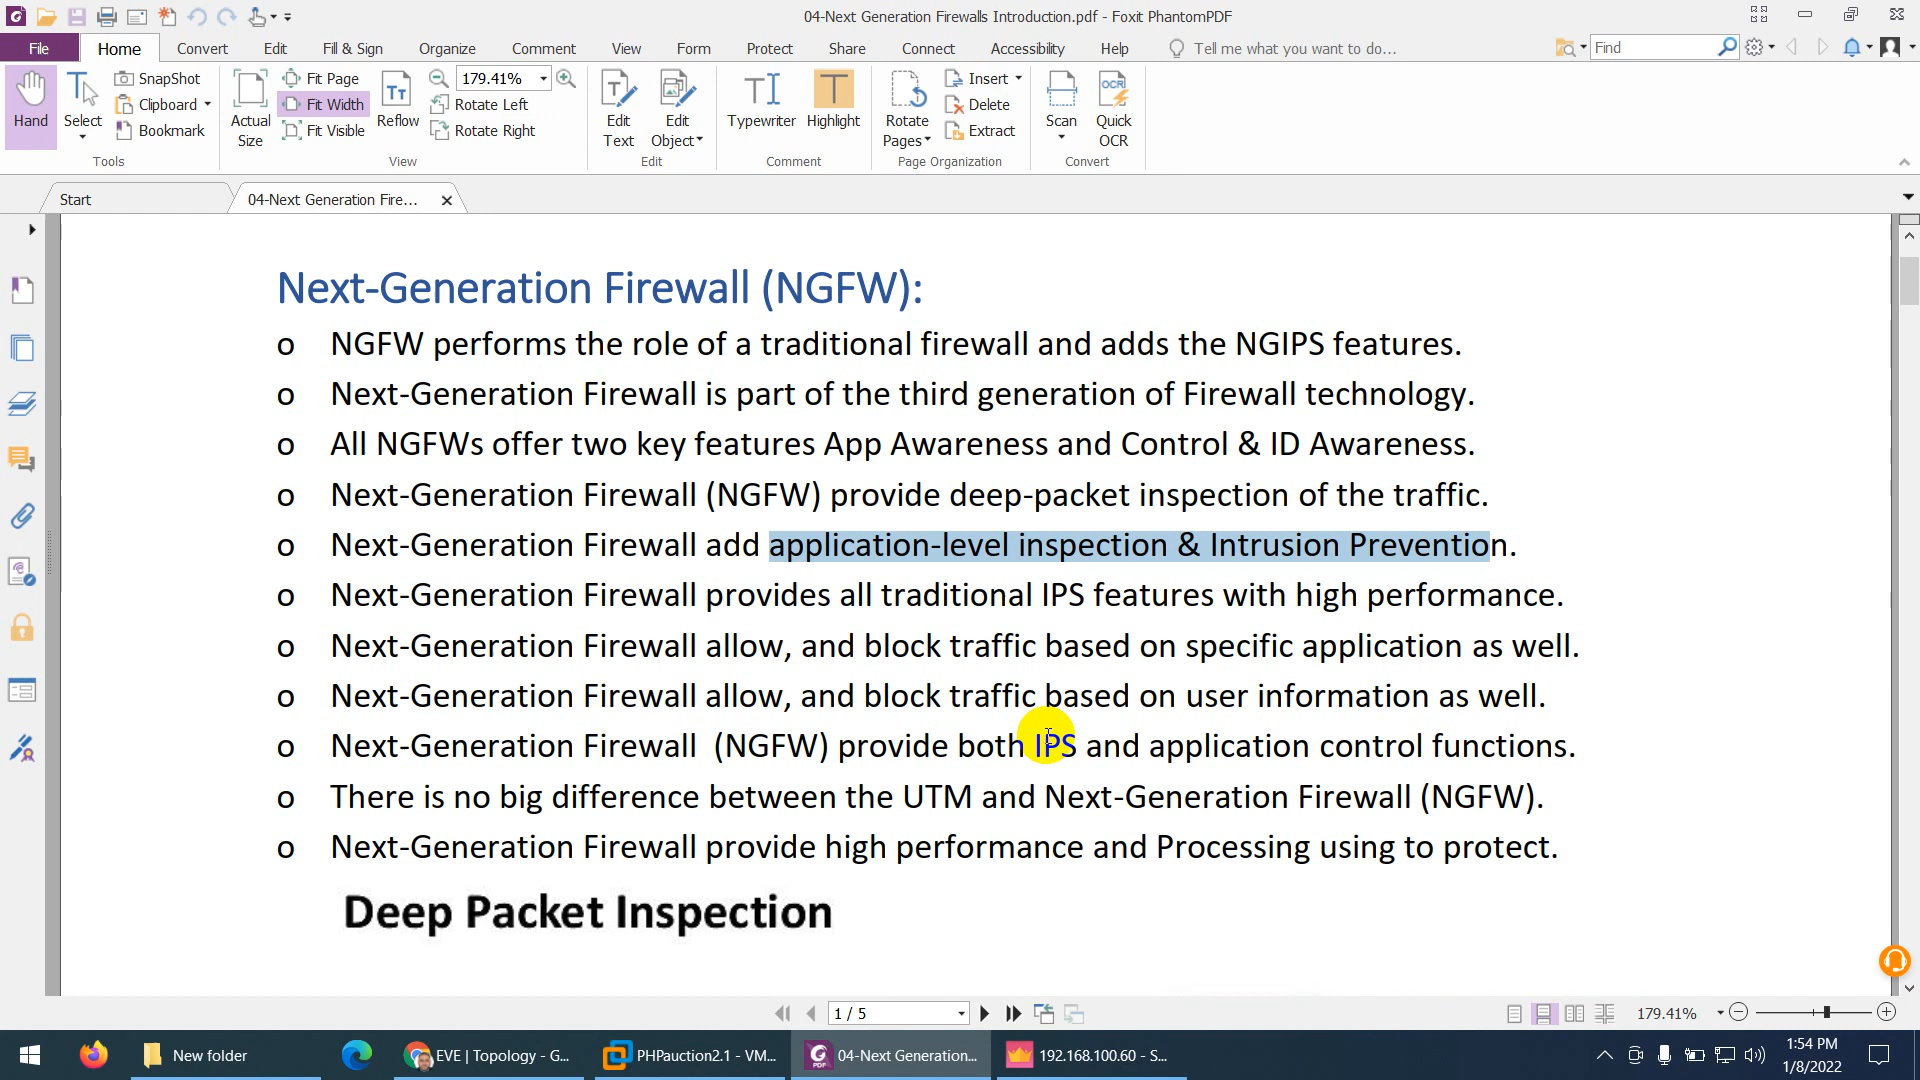 04-Next Generation Firewalls Introduction.pdf - Foxit PhantomPDF
File Home Convert Edit Fill & Sign Organize Comment View Form Protect Share Connect Accessibility Help Tell me what you want to do... Find
Hand
Select
SnapShot
Clipboard
Bookmark
Tools
Actual Size
Fit Page
Fit Width
Fit Visible
Reflow
179.41%
Rotate Left
Rotate Right
View
Edit Text
Edit Object
Edit
Typewriter
Highlight
Comment
Rotate Pages
Insert
Delete
Extract
Page Organization
Scan
Quick OCR
Convert
Start
04-Next Generation Fire...
Next-Generation Firewall (NGFW):
o NGFW performs the role of a traditional firewall and adds the NGIPS features.
o Next-Generation Firewall is part of the third generation of Firewall technology.
o All NGFWs offer two key features App Awareness and Control & ID Awareness.
o Next-Generation Firewall (NGFW) provide deep-packet inspection of the traffic.
o Next-Generation Firewall add application-level inspection & Intrusion Prevention.
o Next-Generation Firewall provides all traditional IPS features with high performance.
o Next-Generation Firewall allow, and block traffic based on specific application as well.
o Next-Generation Firewall allow, and block traffic based on user information as well.
o Next-Generation Firewall (NGFW) provide both IPS and application control functions.
o There is no big difference between the UTM and Next-Generation Firewall (NGFW).
o Next-Generation Firewall provide high performance and Processing using to protect.
Deep Packet Inspection
1 / 5
179.41%
New folder
EVE | Topology - G...
PHPauction2.1 - VM...
04-Next Generation...
192.168.100.60 - S...
1:54 PM
1/8/2022